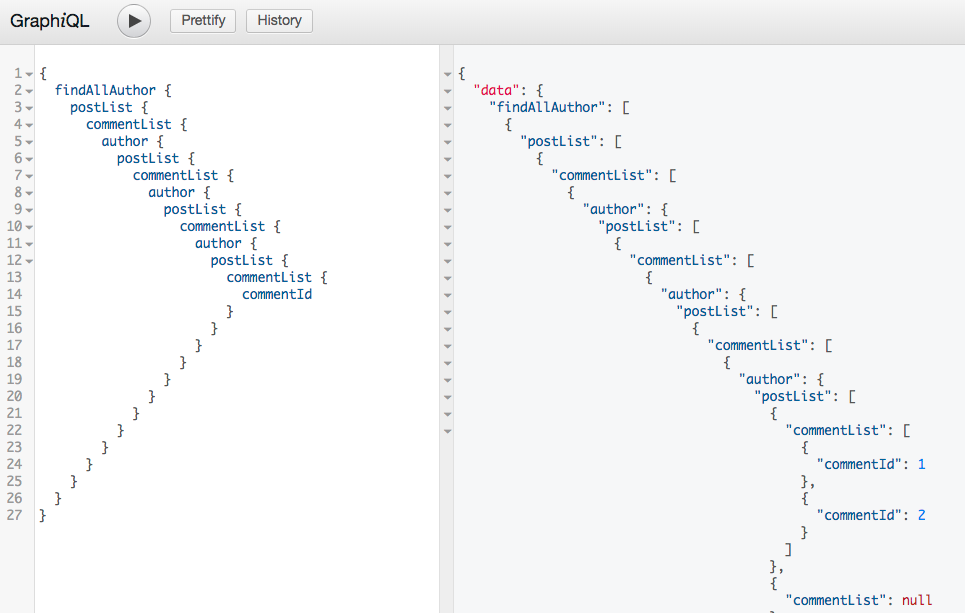 GraphiQL Prettify History
1 {
2 findAllAuthor {
3 postList {
4 commentList {
5 author {
6 postList {
7 commentList {
8 author {
9 postList {
10 commentList {
11 author {
12 postList {
13 commentList {
14 commentId
15 }
16 }
17 }
18 }
19 }
20 }
21 }
22 }
23 }
24 }
25 }
26 }
27 }
{
"data": {
"findAllAuthor": [
{
"postList": [
{
"commentList": [
{
"author": {
"postList": [
{
"commentList": [
{
"author": {
"postList": [
{
"commentList": [
{
"author": {
"postList": [
{
"commentList": [
{
"commentId": 1
},
{
"commentId": 2
}
]
},
{
"commentList": null